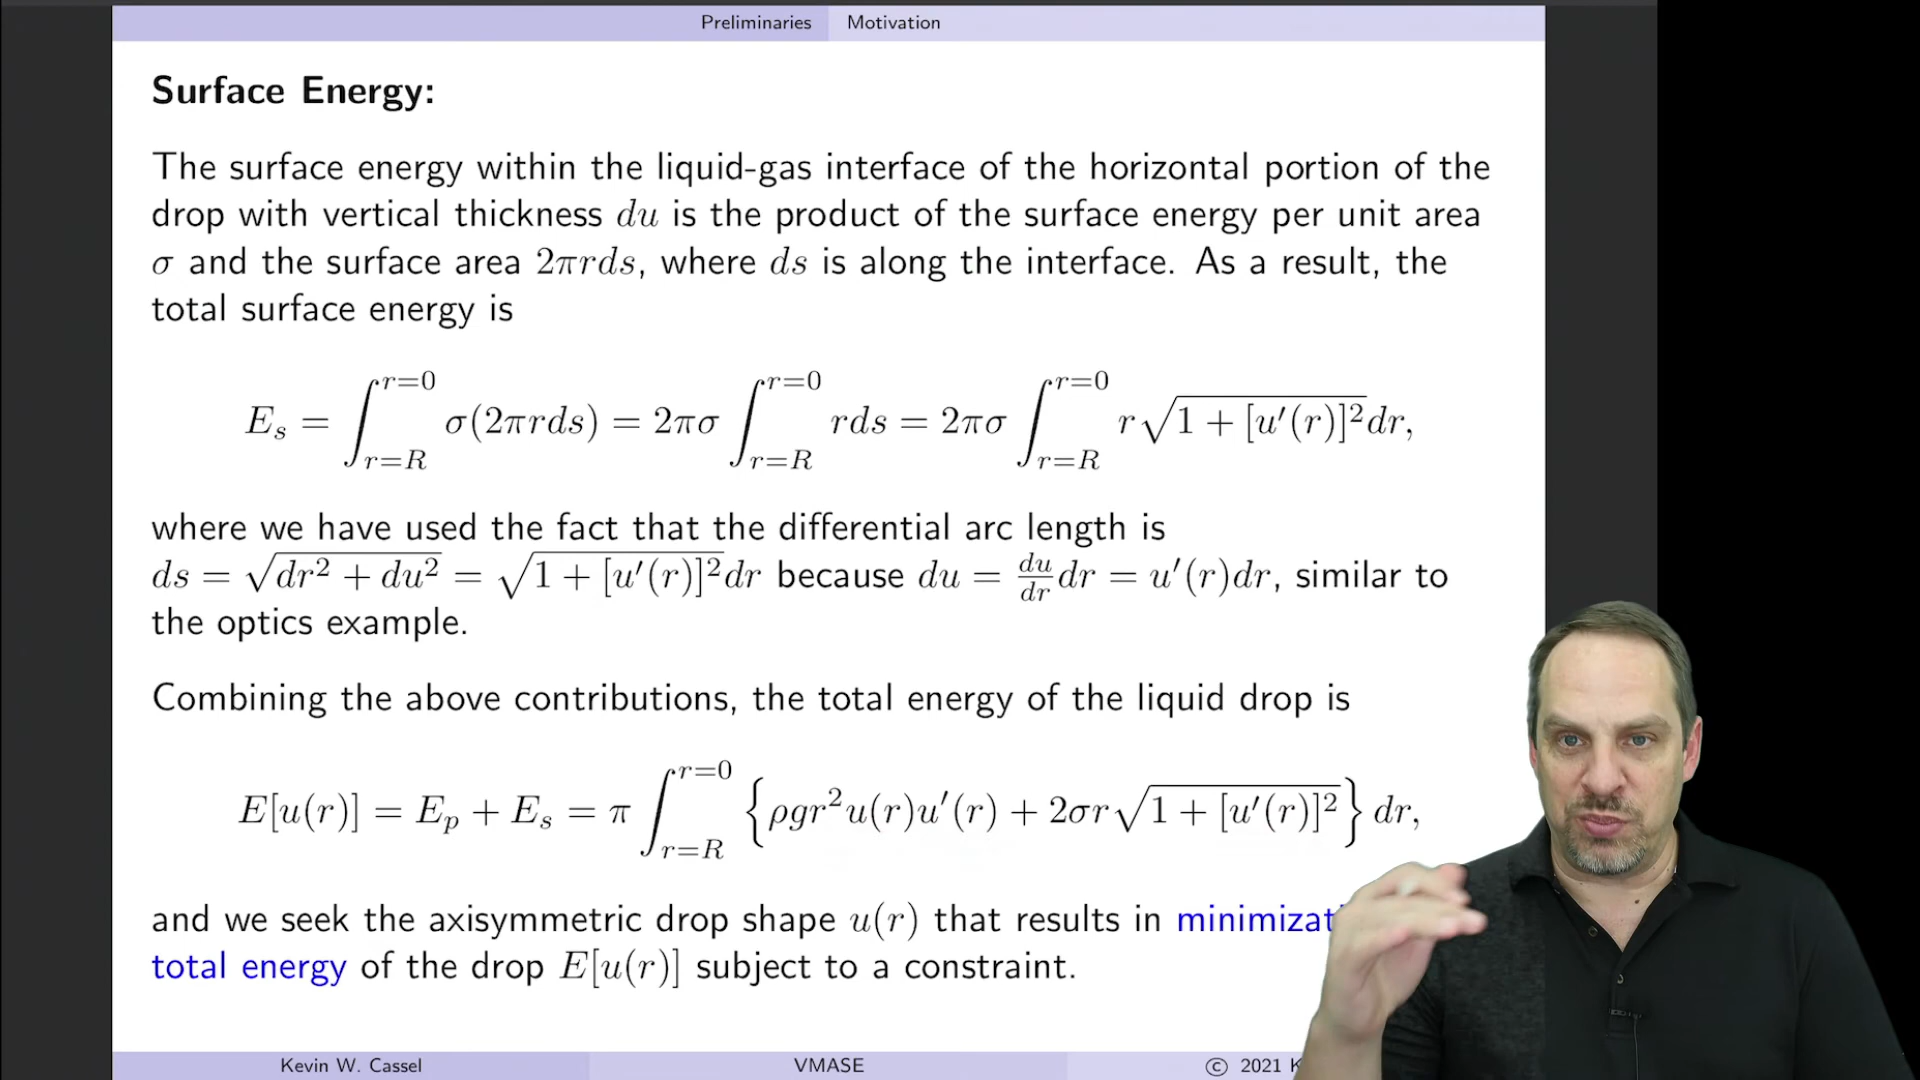 Preliminaries Motivation
Surface Energy:
The surface energy within the liquid-gas interface of the horizontal portion of the
drop with vertical thickness du is the product of the surface energy per unit area
σ and the surface area 2πrds, where ds is along the interface. As a result, the
total surface energy is
E_s = ∫_{r=R}^{r=0} σ(2πrds) = 2πσ ∫_{r=R}^{r=0} rds = 2πσ ∫_{r=R}^{r=0} r√(1 + [u′(r)]²)dr,
where we have used the fact that the differential arc length is
ds = √(dr² + du²) = √(1 + [u′(r)]²)dr because du = du/dr dr = u′(r)dr, similar to
the optics example.
Combining the above contributions, the total energy of the liquid drop is
E[u(r)] = E_p + E_s = π ∫_{r=R}^{r=0} {ρgr²u(r)u′(r) + 2σr√(1 + [u′(r)]²)} dr,
and we seek the axisymmetric drop shape u(r) that results in
total energy of the drop E[u(r)] subject to a constraint.
Kevin W. Cassel VMASE © 2021